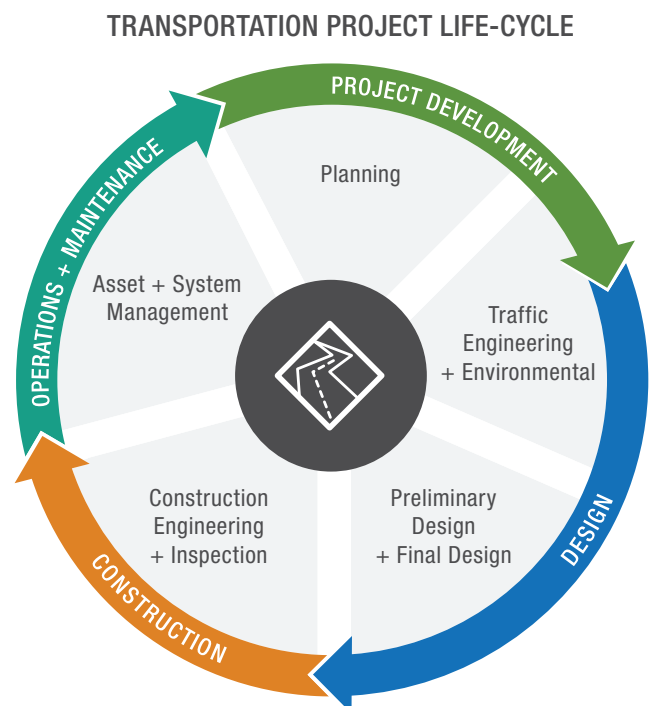 TRANSPORTATION PROJECT LIFE-CYCLE
PROJECT DEVELOPMENT
Planning
OPERATIONS + MAINTENANCE
Asset + System
Management
Traffic
Engineering
+ Environmental
Construction
Engineering
+ Inspection
Preliminary
Design
+ Final Design
DESIGN
CONSTRUCTION